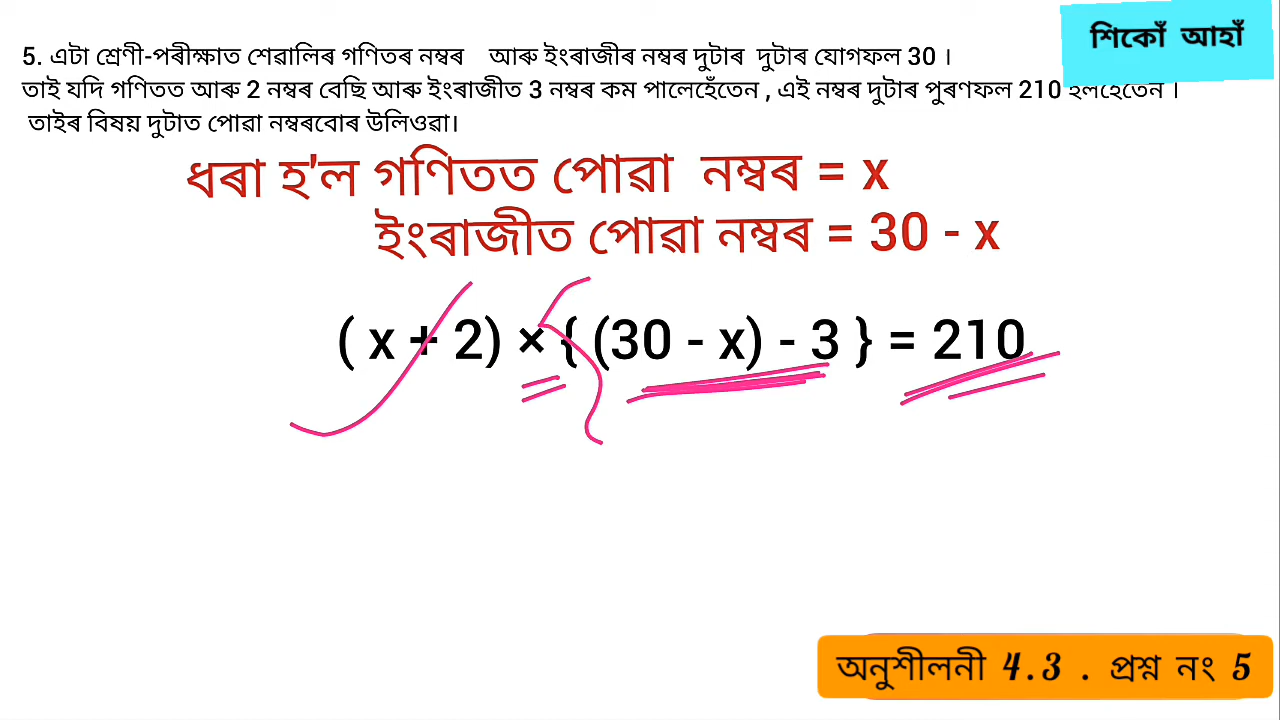 শিকোঁ আহাঁ
5. এটা শ্ৰেণী-পৰীক্ষাত শেৱালিৰ গণিতৰ নম্বৰ আৰু ইংৰাজীৰ নম্বৰ দুটাৰ দুটাৰ যোগফল 30 ।
তাই যদি গণিতত আৰু 2 নম্বৰ বেছি আৰু ইংৰাজীত 3 নম্বৰ কম পালেহেঁতেন , এই নম্বৰ দুটাৰ পুৰণফল 210 হলহেতেন ।
তাইৰ বিষয় দুটাত পোৱা নম্বৰবোৰ উলিওৱা।
ধৰা হ'ল গণিতত পোৱা নম্বৰ = x
ইংৰাজীত পোৱা নম্বৰ = 30 - x
( x + 2) × { (30 - x) - 3 } = 210
অনুশীলনী 4.3 . প্ৰশ্ন নং 5